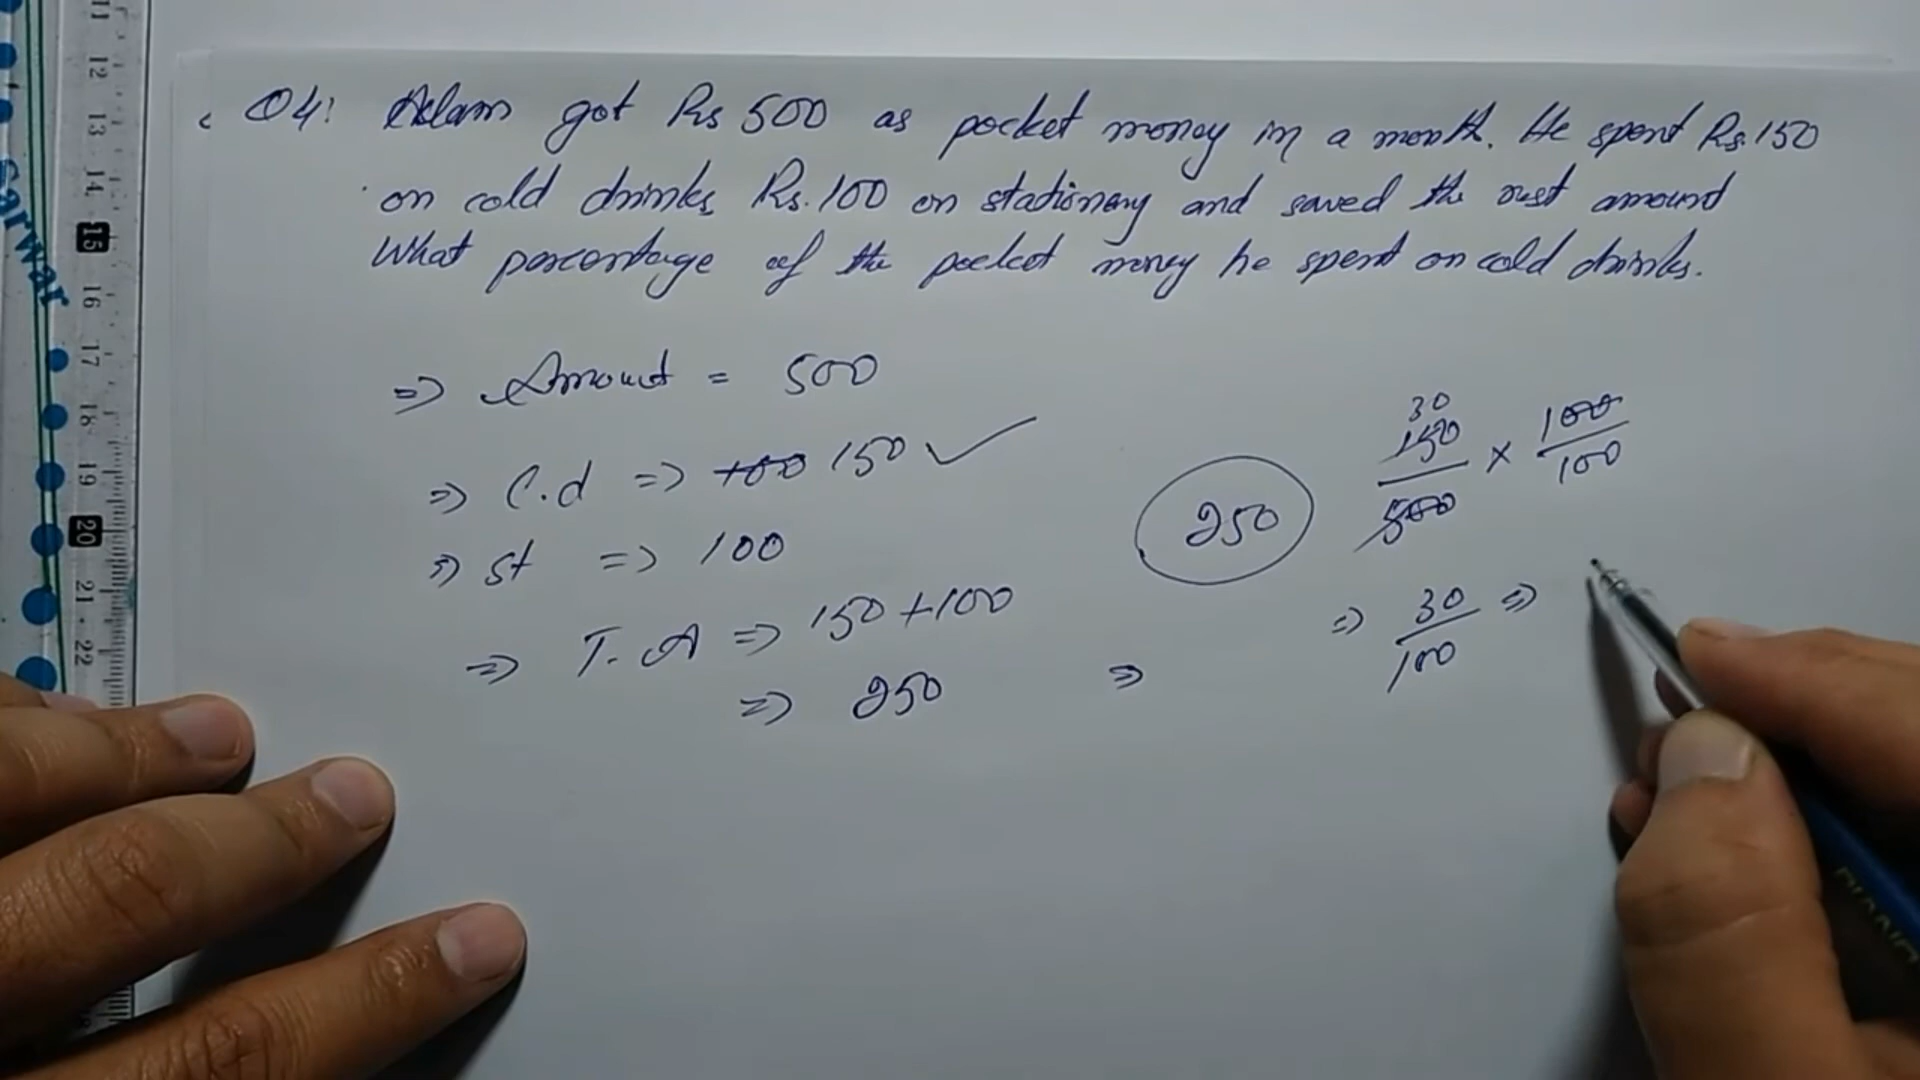 Q4: Aslam got Rs 500 as pocket money in a month. He spent Rs.150
on cold drinks, Rs.100 on stationary and saved the rest amount
What percentage of the pocket money he spent on cold drinks.
=> Amount = 500
=> C.d => 100 150 ✓
=> st => 100
=> T.A => 150+100
=> 250 =>
250
30
150/500 × 100/100
=> 30/100 =>
Sarwar
11 12 13 14 15 16 17 18 19 20 21 22